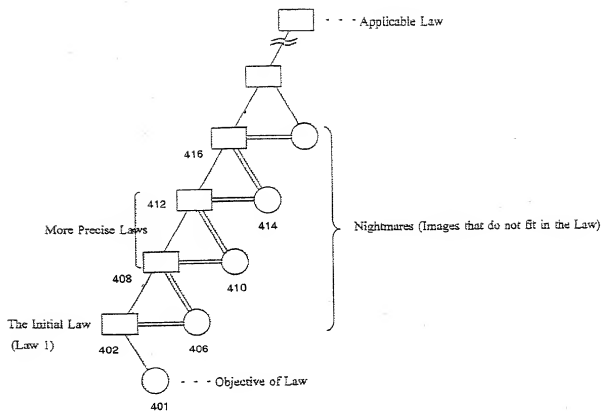 - - - Applicable Law
416
412
414
More Precise Laws
Nightmares (Images that do not fit in the Law)
408
410
The Initial Law
(Law 1)
402
406
- - - Objective of Law
401